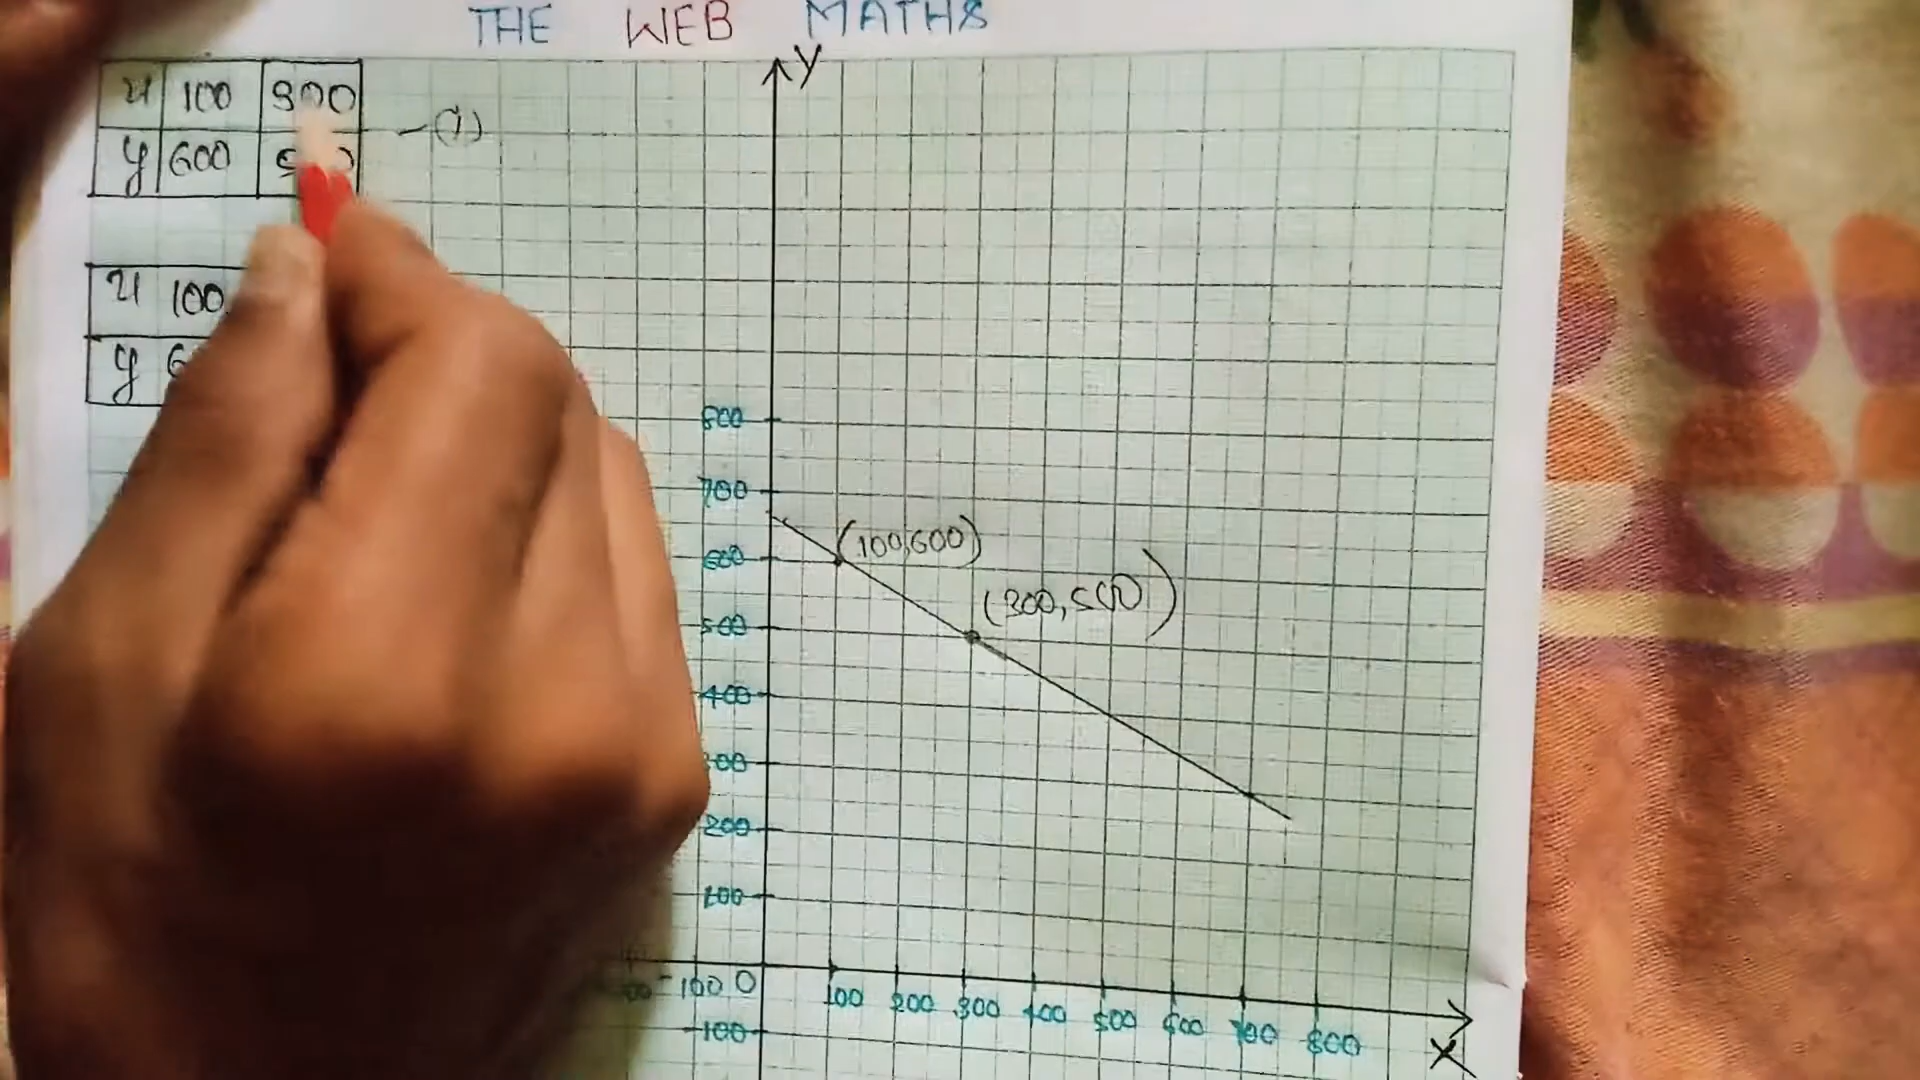 THE WEB MATHS
Y
x 100 300
y 600
-(1)
x 100
y
800
700
(100,600)
600
(300,500)
500
400
300
200
100
-100 0 100 200 300 400 500 600 700 800
-100
X